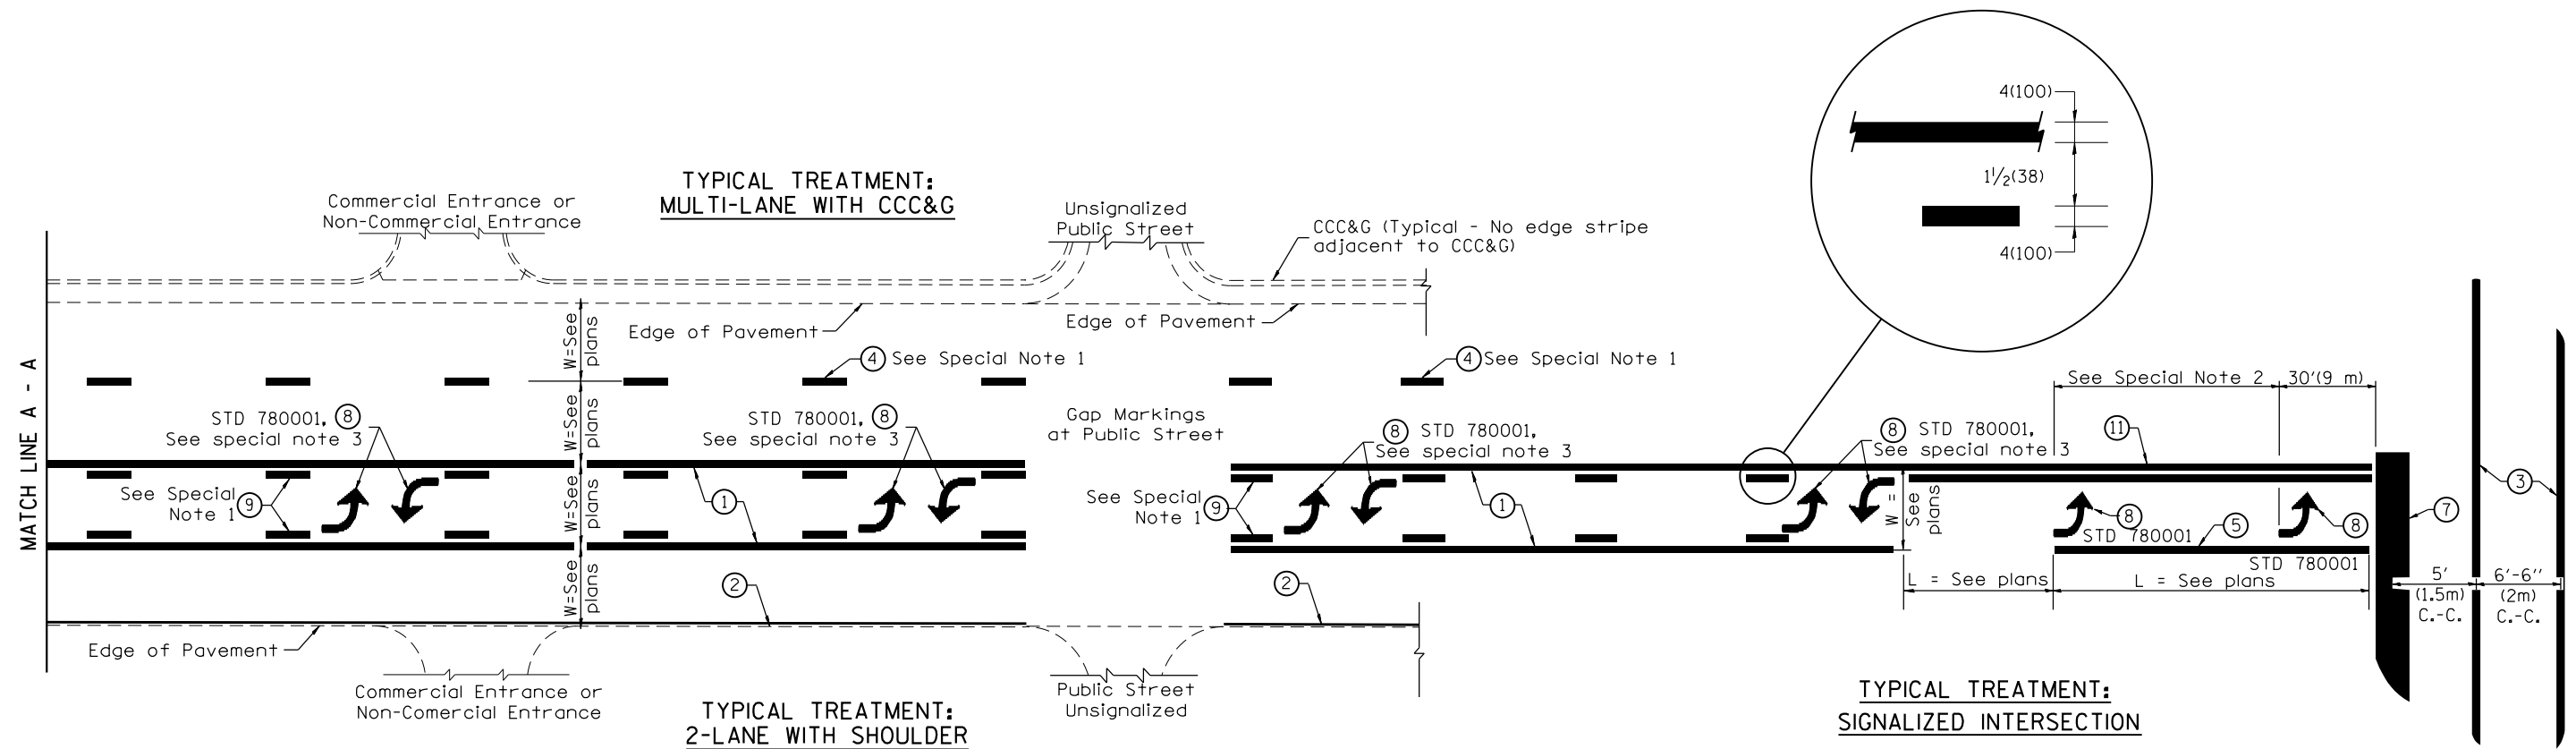 TYPICAL TREATMENT:
MULTI-LANE WITH CCC&G
Commercial Entrance or
Non-Commercial Entrance
Unsignalized
Public Street
CCC&G (Typical - No edge stripe
adjacent to CCC&G)
4(100)
1½(38)
4(100)
Edge of Pavement
Edge of Pavement
W=See
plans
4 See Special Note 1
4 See Special Note 1
MATCH LINE A - A
STD 780001, 8
See special note 3
W=See
plans
STD 780001, 8
See special note 3
Gap Markings
at Public Street
8 STD 780001,
See special note 3
8 STD 780001,
See special note 3
See Special Note 2
30'(9 m)
11
See Special
Note 1
9
W=See
plans
1
See Special
Note 1
9
1
W =
See
plans
8
STD 780001
5
8
STD 780001
7
3
W=See
plans
2
2
L = See plans
L = See plans
5'
(1.5m)
C.-C.
6'-6''
(2m)
C.-C.
Edge of Pavement
Commercial Entrance or
Non-Comercial Entrance
Public Street
Unsignalized
TYPICAL TREATMENT:
2-LANE WITH SHOULDER
TYPICAL TREATMENT:
SIGNALIZED INTERSECTION